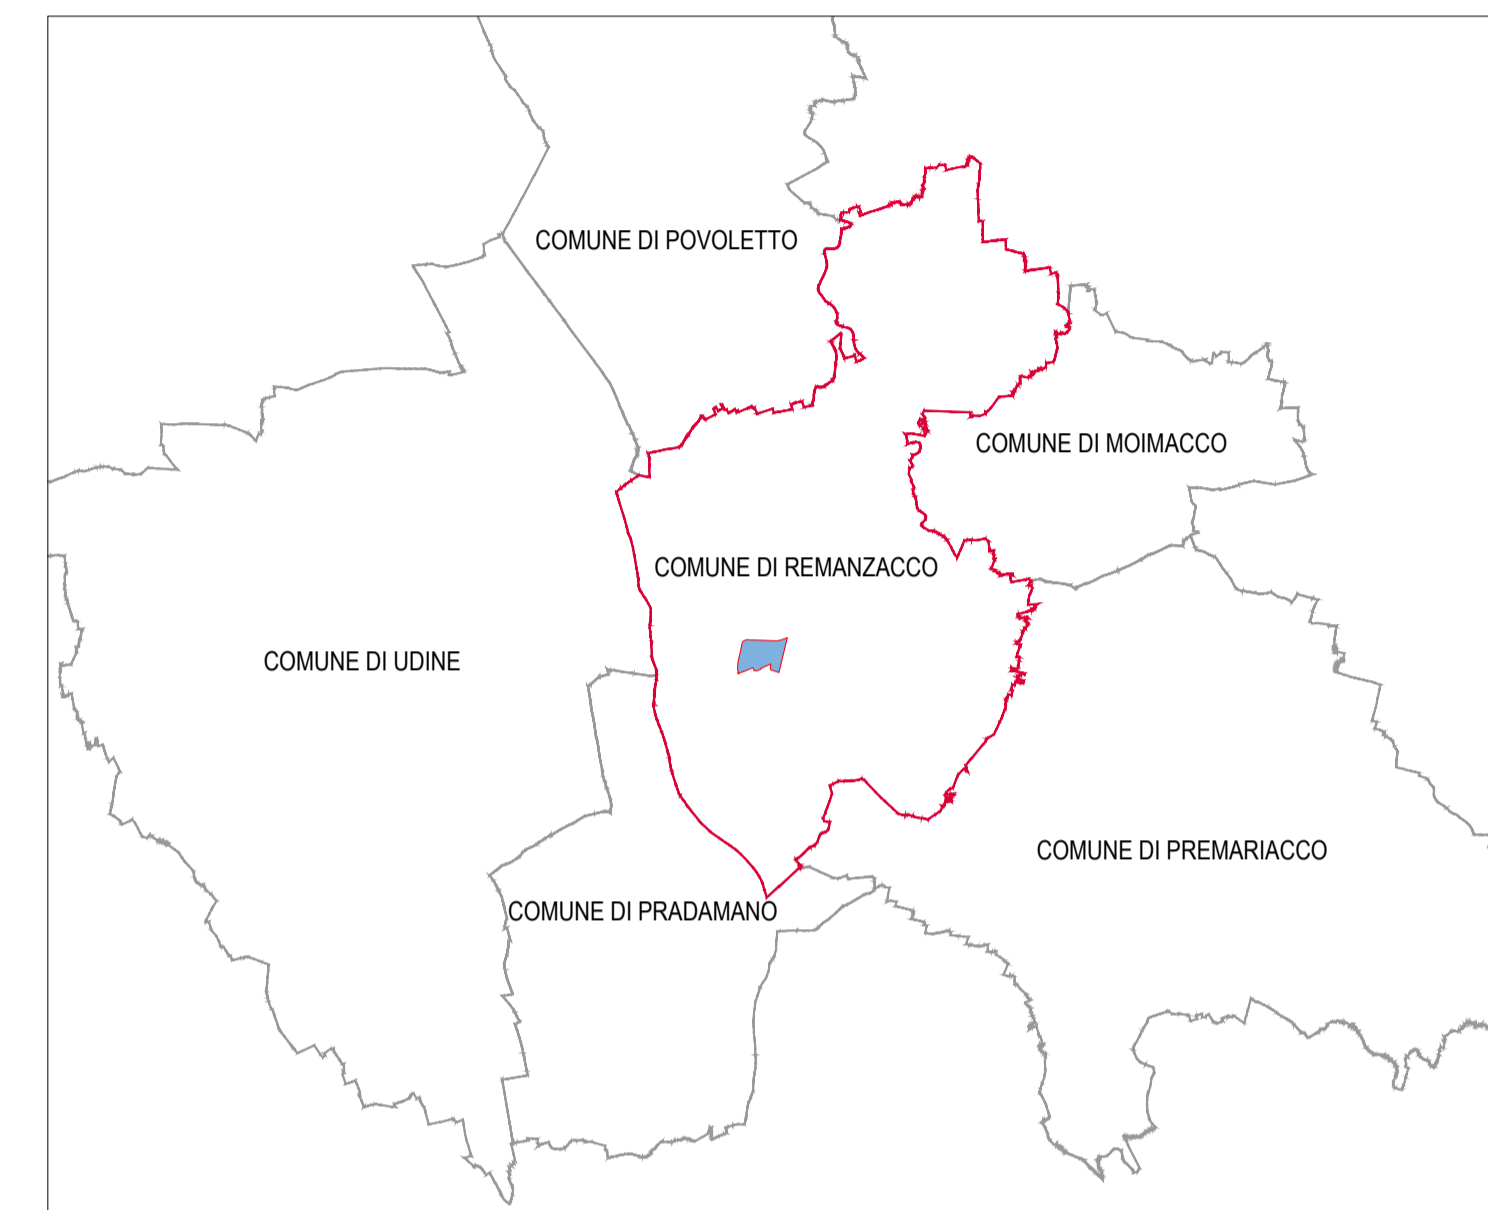 COMUNE DI POVOLETTO
COMUNE DI MOIMACCO
COMUNE DI REMANZACCO
COMUNE DI UDINE
COMUNE DI PREMARIACCO
COMUNE DI PRADAMANO